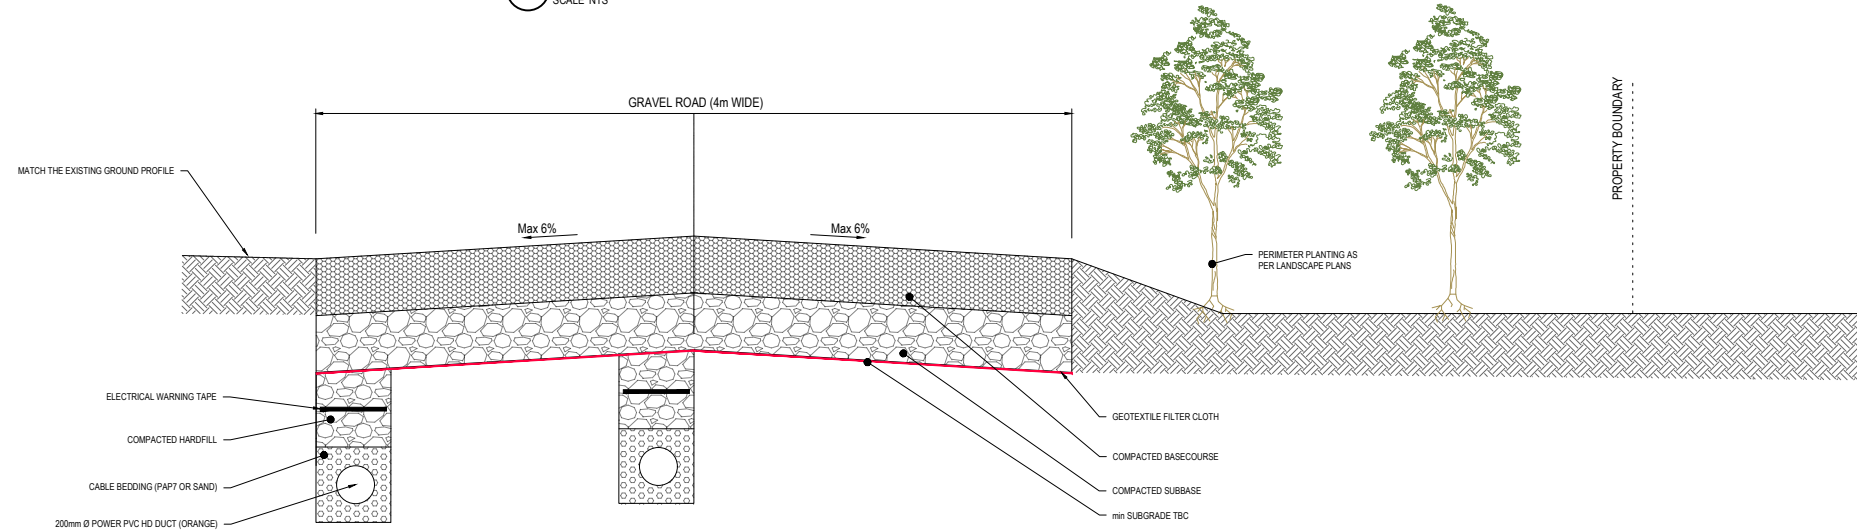 SCALE NTS
GRAVEL ROAD (4m WIDE)
PROPERTY BOUNDARY
MATCH THE EXISTING GROUND PROFILE
Max 6%
Max 6%
PERIMETER PLANTING AS
PER LANDSCAPE PLANS
ELECTRICAL WARNING TAPE
COMPACTED HARDFILL
CABLE BEDDING (PAP7 OR SAND)
200mm Ø POWER PVC HD DUCT (ORANGE)
GEOTEXTILE FILTER CLOTH
COMPACTED BASECOURSE
COMPACTED SUBBASE
min SUBGRADE TBC